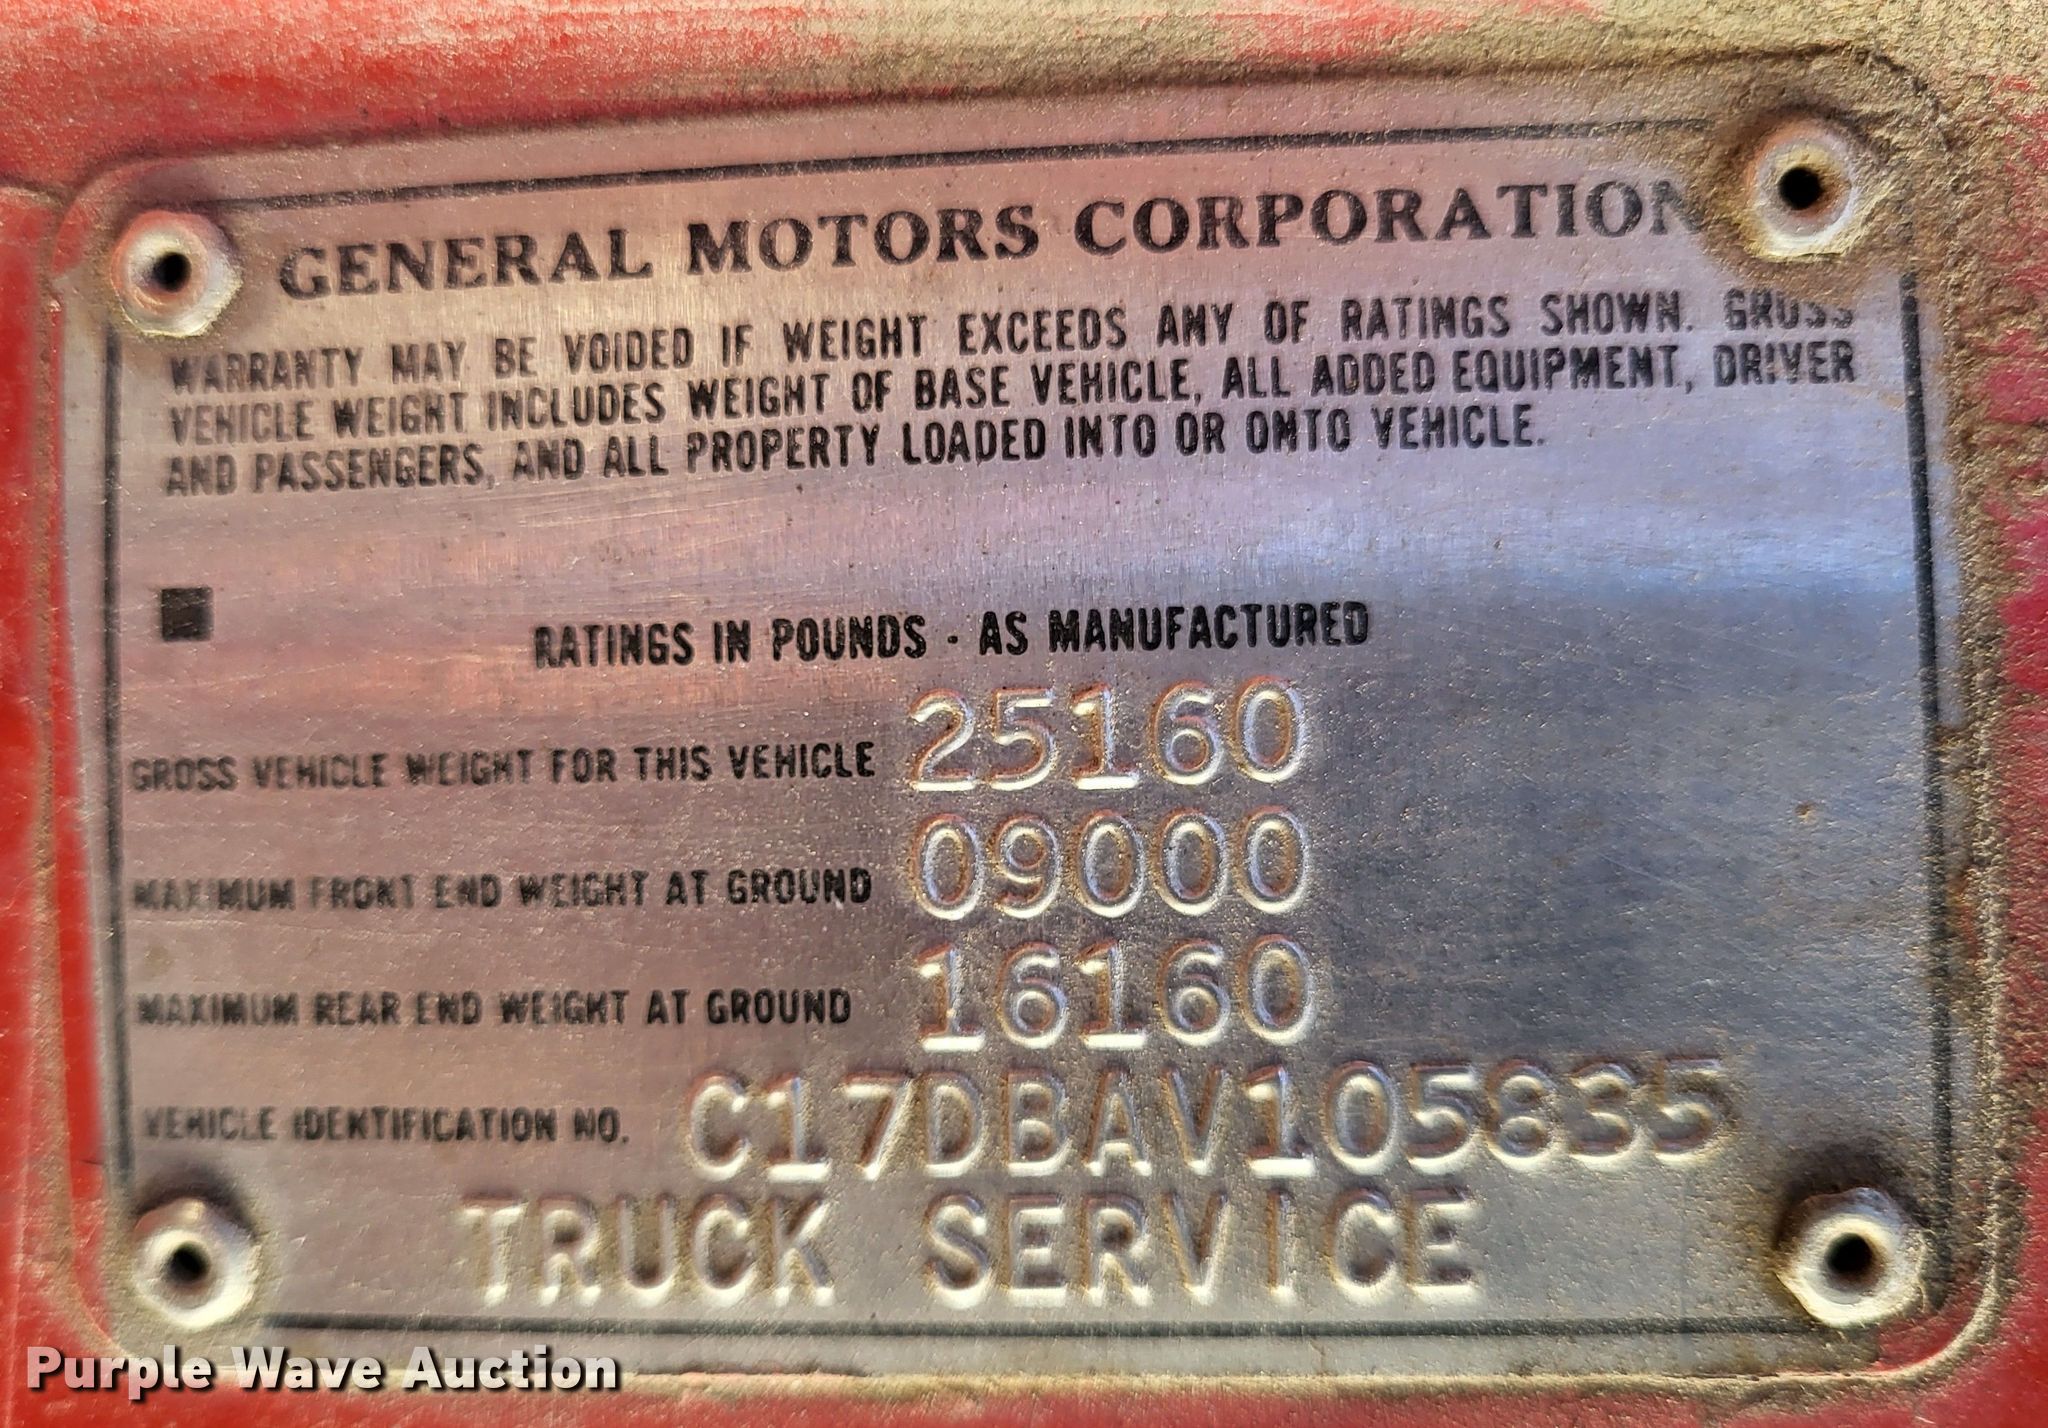 GENERAL MOTORS CORPORATION
WARRANTY MAY BE VOIDED IF WEIGHT EXCEEDS ANY OF RATINGS SHOWN. GROSS
VEHICLE WEIGHT INCLUDES WEIGHT OF BASE VEHICLE, ALL ADDED EQUIPMENT, DRIVER
AND PASSENGERS, AND ALL PROPERTY LOADED INTO OR ONTO VEHICLE.
RATINGS IN POUNDS - AS MANUFACTURED
GROSS VEHICLE WEIGHT FOR THIS VEHICLE 25160
MAXIMUM FRONT END WEIGHT AT GROUND 09000
MAXIMUM REAR END WEIGHT AT GROUND 16160
VEHICLE IDENTIFICATION NO. C17DBAV105835
TRUCK SERVICE
Purple Wave Auction